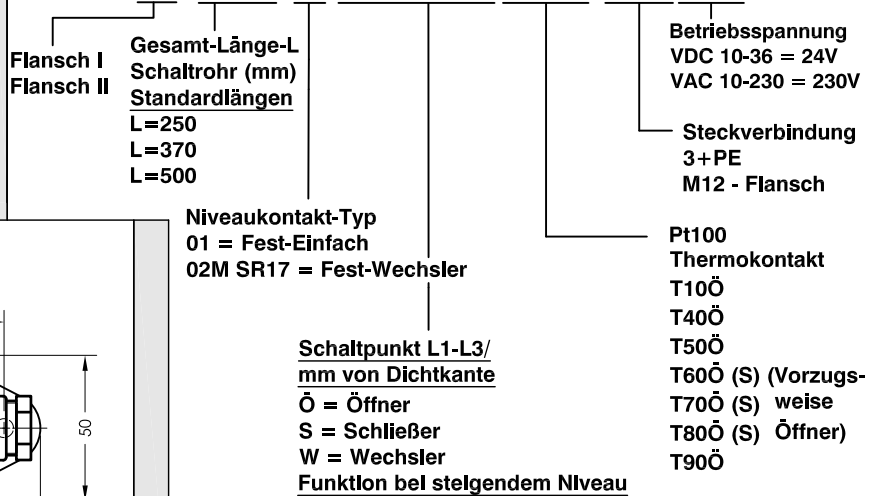 Flansch I
Flansch II
Gesamt-Länge-L
Schaltrohr (mm)
Standardlängen
L=250
L=370
L=500
Niveaukontakt-Typ
01 = Fest-Einfach
02M SR17 = Fest-Wechsler
Schaltpunkt L1-L3/
mm von Dichtkante
Ö = Öffner
S = Schließer
W = Wechsler
Funktion bei steigendem Niveau
Betriebsspannung
VDC 10-36 = 24V
VAC 10-230 = 230V
Steckverbindung
3+PE
M12 - Flansch
Pt100
Thermokontakt
T10Ö
T40Ö
T50Ö
T60Ö (S) (Vorzugs-
T70Ö (S) weise
T80Ö (S) Öffner)
T90Ö
50